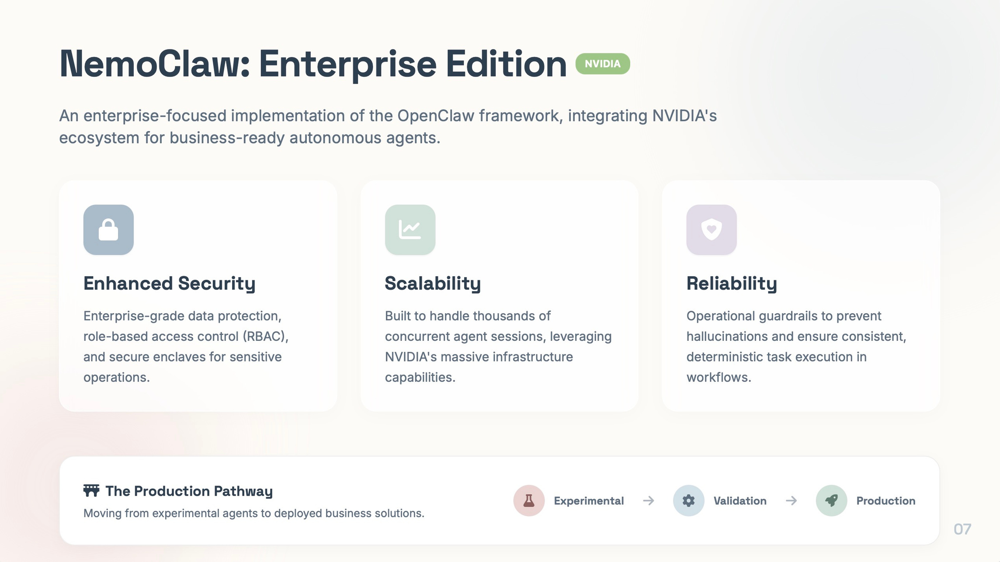 NemoClaw: Enterprise Edition NVIDIA
An enterprise-focused implementation of the OpenClaw framework, integrating NVIDIA's
ecosystem for business-ready autonomous agents.
Enhanced Security
Enterprise-grade data protection,
role-based access control (RBAC),
and secure enclaves for sensitive
operations.
Scalability
Built to handle thousands of
concurrent agent sessions, leveraging
NVIDIA's massive infrastructure
capabilities.
Reliability
Operational guardrails to prevent
hallucinations and ensure consistent,
deterministic task execution in
workflows.
The Production Pathway
Moving from experimental agents to deployed business solutions.
Experimental → Validation → Production
07